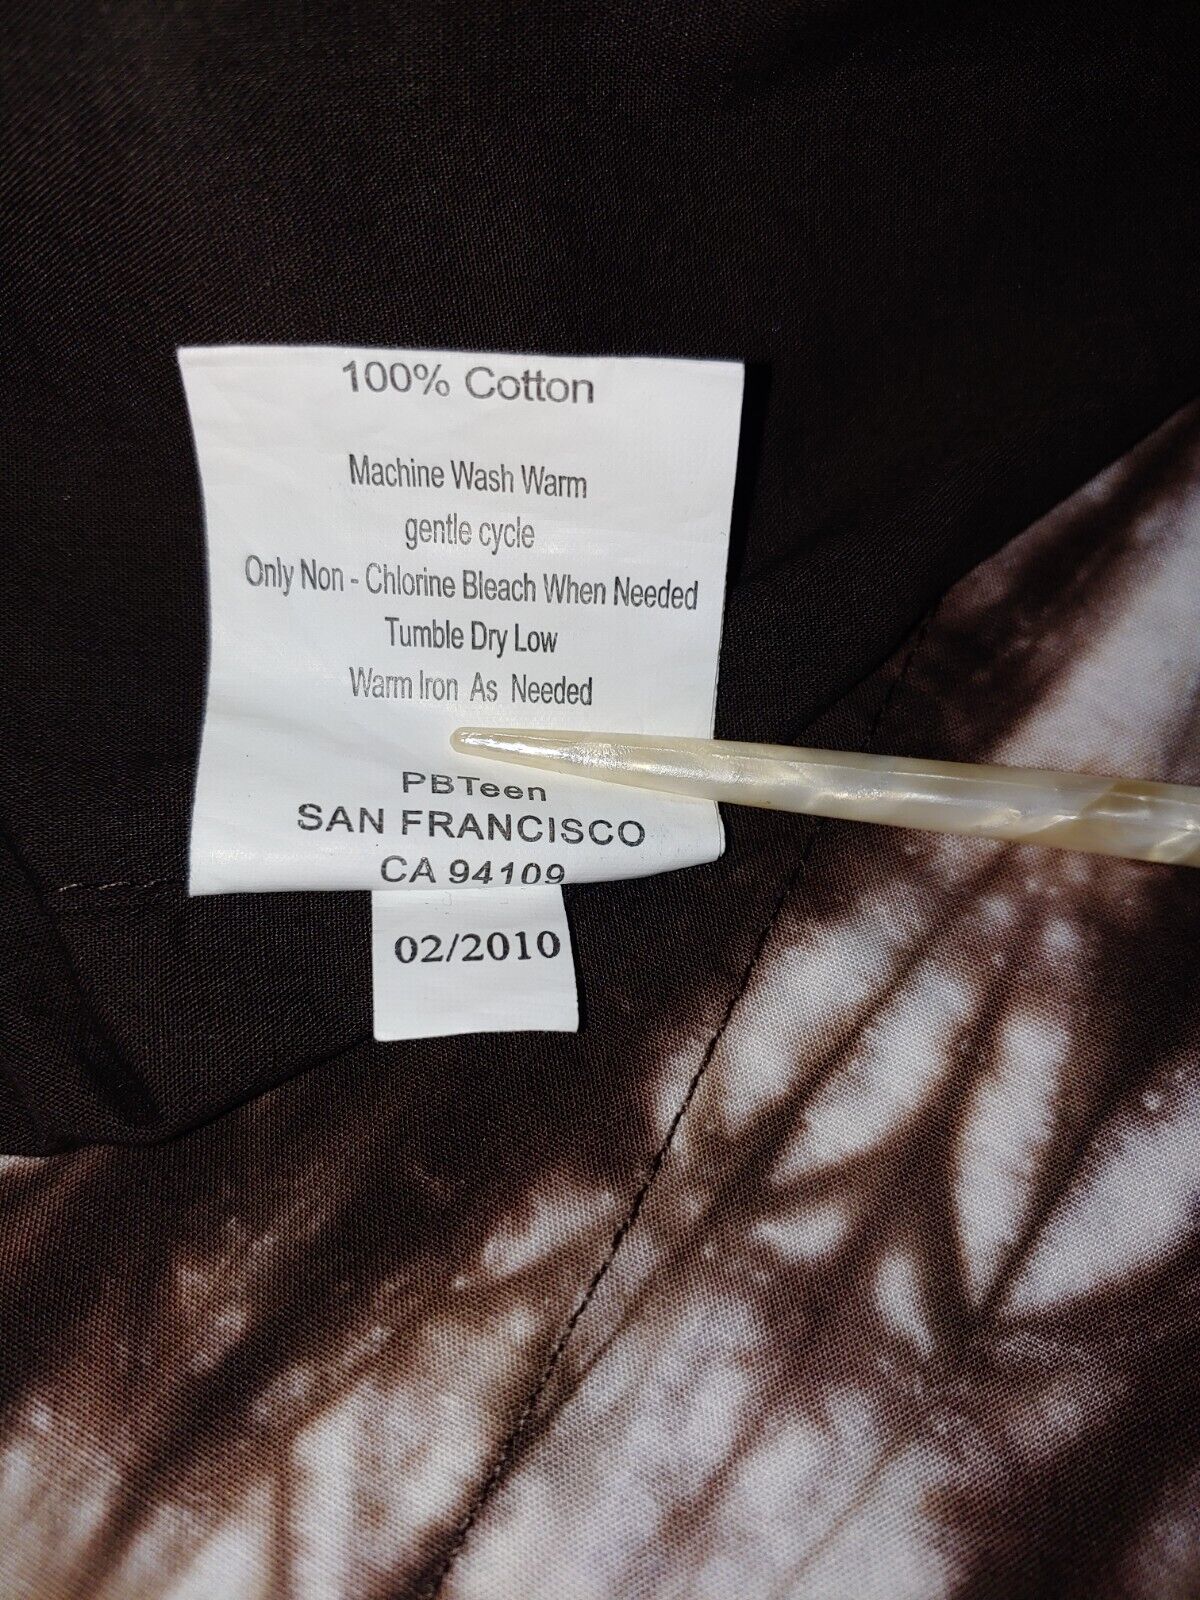 100% Cotton
Machine Wash Warm
gentle cycle
Only Non - Chlorine Bleach When Needed
Tumble Dry Low
Warm Iron As Needed
PBTeen
SAN FRANCISCO
CA 94109
02/2010